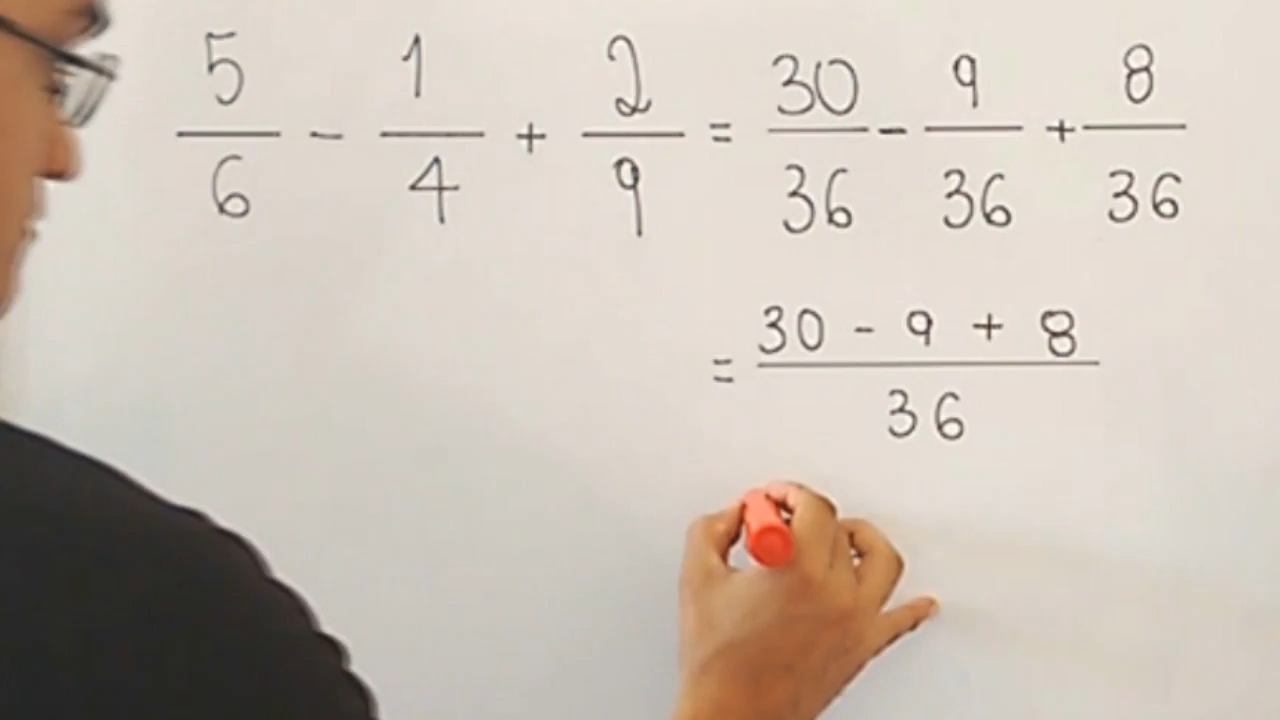 5/6 - 1/4 + 2/9 = 30/36 - 9/36 + 8/36
= (30 - 9 + 8)/36